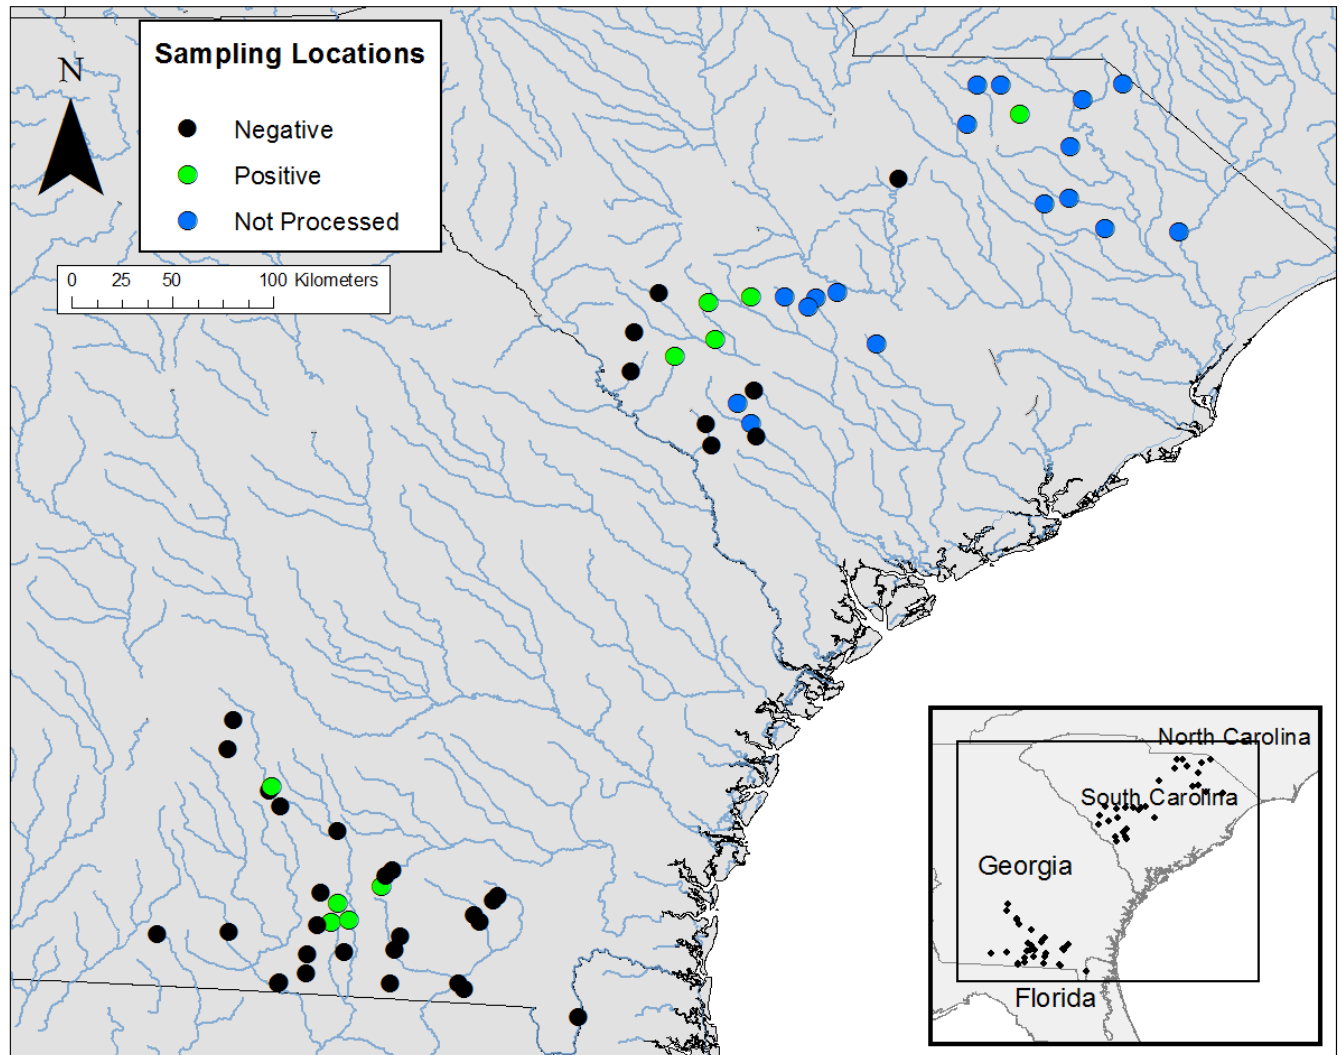 Sampling Locations
N
Negative
Positive
Not Processed
0 25 50 100 Kilometers
North Carolina
South Carolina
Georgia
Florida